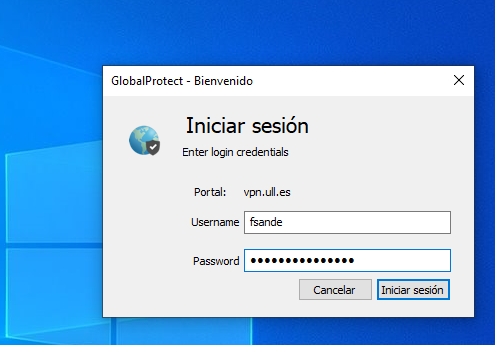 GlobalProtect - Bienvenido
Iniciar sesión
Enter login credentials
Portal: vpn.ull.es
Username fsande
Password ●●●●●●●●●●●●●●●
Cancelar Iniciar sesión